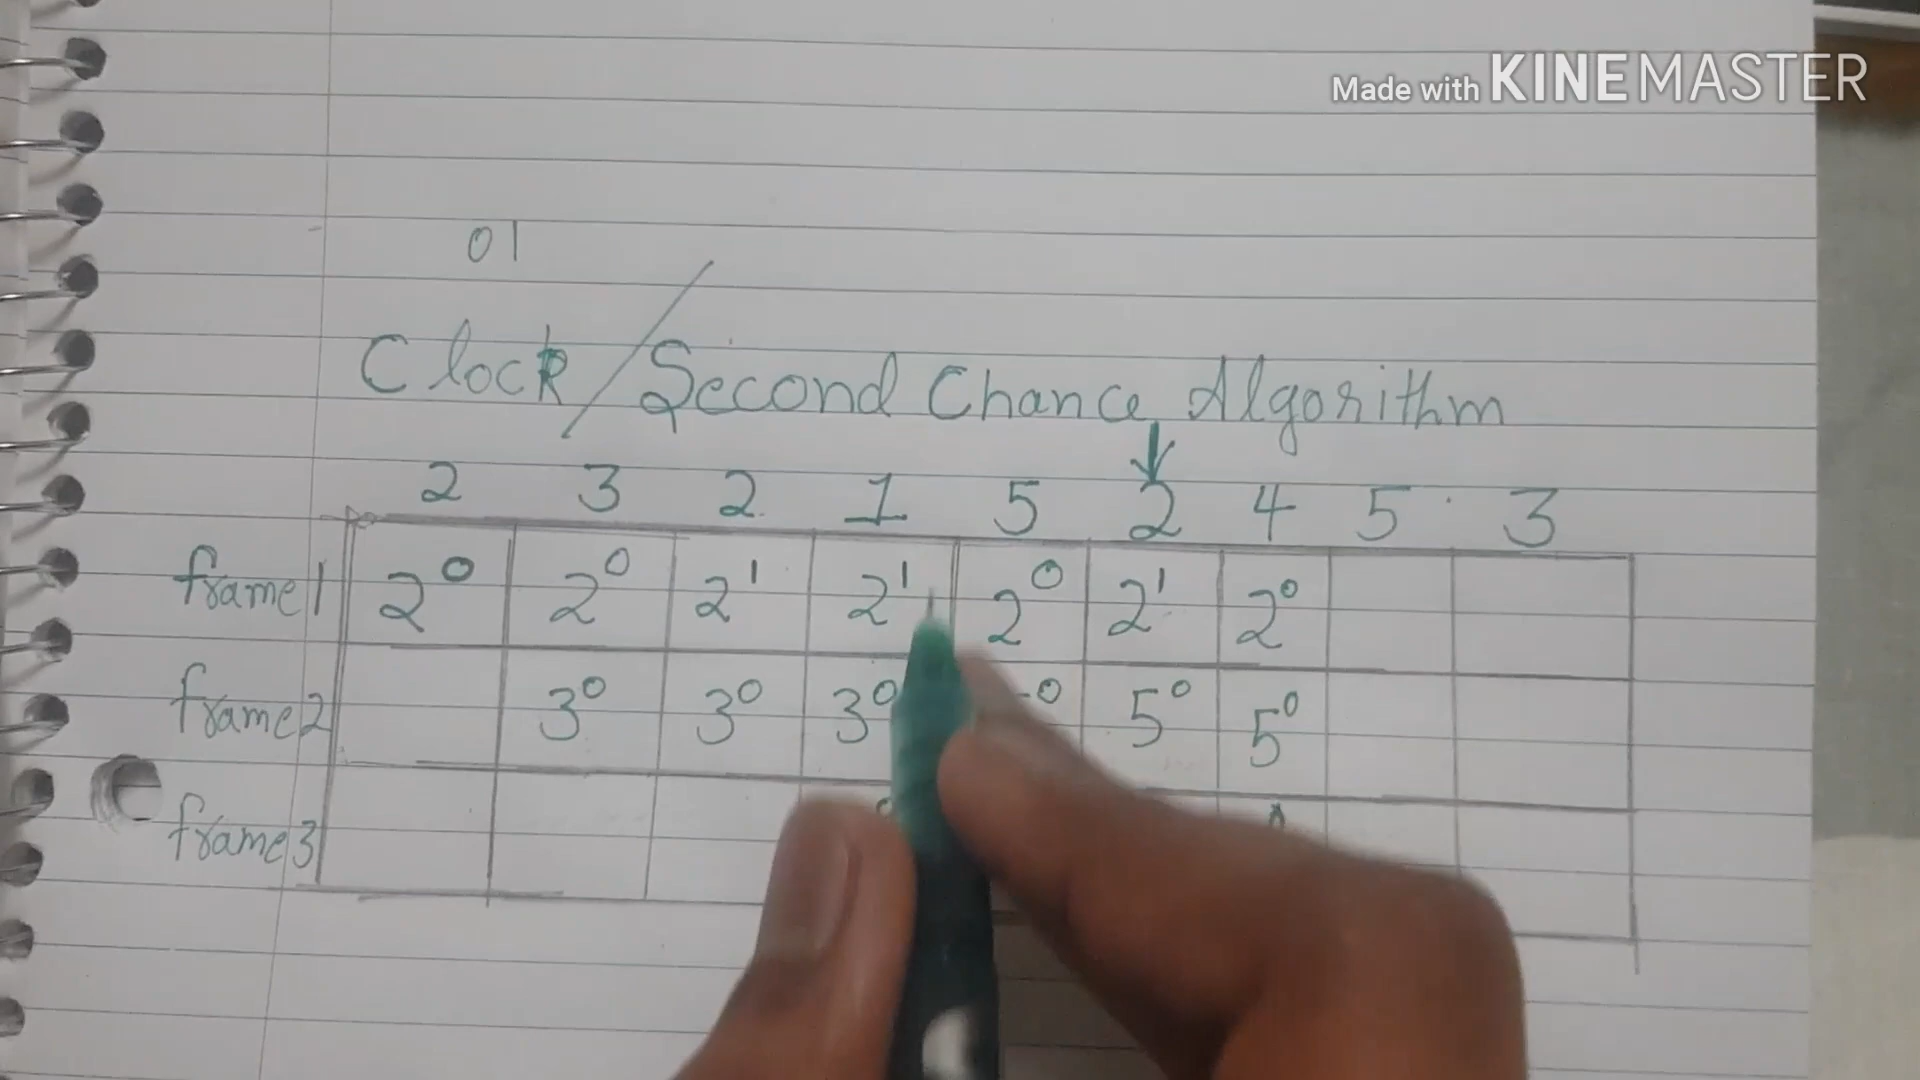 Made with KINEMASTER
01
Clock/Second Chance Algorithm
2 3 2 1 5 2 4 5 3
frame1 2⁰ 2⁰ 2¹ 2¹ 2⁰ 2¹ 2⁰
frame2 3⁰ 3⁰ 3⁰ 5⁰ 5⁰
frame3